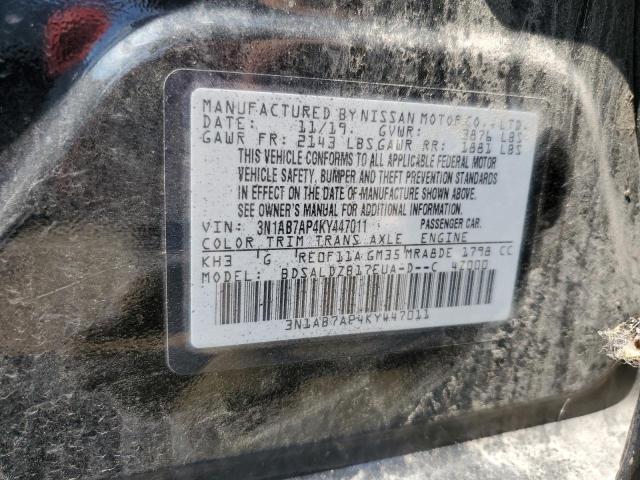 MANUFACTURED BY NISSAN MOTOR CO., LTD.
DATE: 11/19. GVWR: 3876 LBS
GAWR FR: 2143 LBS GAWR RR: 1881 LBS
THIS VEHICLE CONFORMS TO ALL APPLICABLE FEDERAL MOTOR
VEHICLE SAFETY, BUMPER AND THEFT PREVENTION STANDARDS
IN EFFECT ON THE DATE OF MANUFACTURE SHOWN ABOVE.
SEE OWNER'S MANUAL FOR ADDITIONAL INFORMATION.
VIN: 3N1AB7AP4KY447011 PASSENGER CAR.
COLOR TRIM TRANS AXLE ENGINE
KH3 G RE0F11A GM35 MRA8DE 1798 CC
MODEL: BDSALDZB17EUA-D--C 4Z000
3N1AB7AP4KY447011